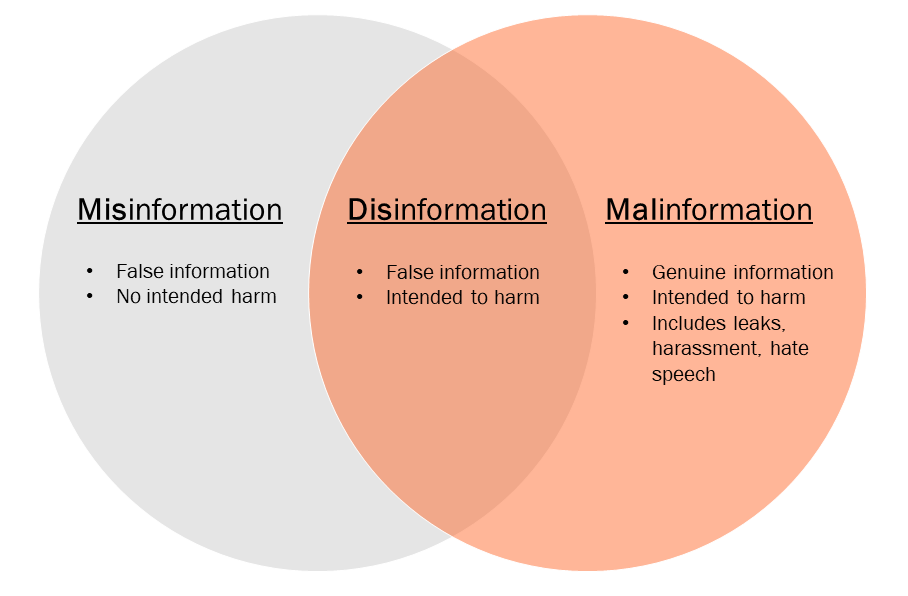 Misinformation
• False information
• No intended harm
Disinformation
• False information
• Intended to harm
Malinformation
• Genuine information
• Intended to harm
• Includes leaks,
harassment, hate
speech